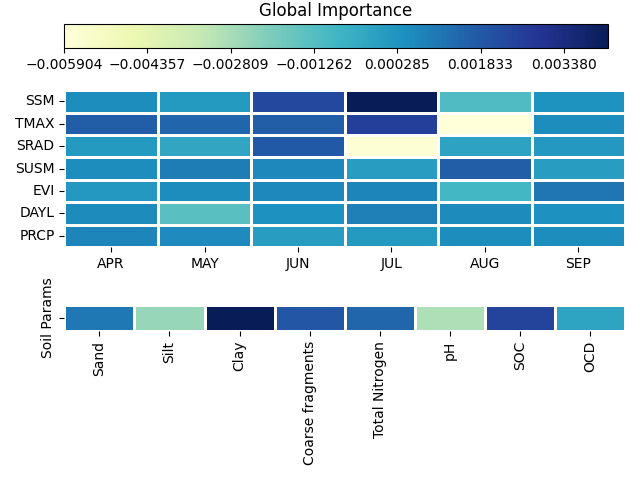 Global Importance
−0.005904 −0.004357 −0.002809 −0.001262 0.000285 0.001833 0.003380
SSM
TMAX
SRAD
SUSM
EVI
DAYL
PRCP
APR MAY JUN JUL AUG SEP
Soil Params
Sand Silt Clay Coarse fragments Total Nitrogen pH SOC OCD